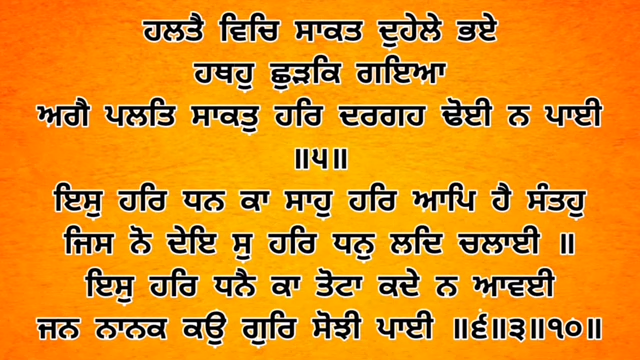 ਹਲਤੈ ਵਿਚਿ ਸਾਕਤ ਦੁਹੇਲੇ ਭਏ
ਹਥਹੁ ਛੁੜਕਿ ਗਇਆ
ਅਗੈ ਪਲਤਿ ਸਾਕਤੁ ਹਰਿ ਦਰਗਹ ਢੋਈ ਨ ਪਾਈ
॥੫॥
ਇਸੁ ਹਰਿ ਧਨ ਕਾ ਸਾਹੁ ਹਰਿ ਆਪਿ ਹੈ ਸੰਤਹੁ
ਜਿਸ ਨੋ ਦੇਇ ਸੁ ਹਰਿ ਧਨੁ ਲਦਿ ਚਲਾਈ ॥
ਇਸੁ ਹਰਿ ਧਨੈ ਕਾ ਤੋਟਾ ਕਦੇ ਨ ਆਵਈ
ਜਨ ਨਾਨਕ ਕਉ ਗੁਰਿ ਸੋਝੀ ਪਾਈ ॥੬॥੩॥੧੦॥